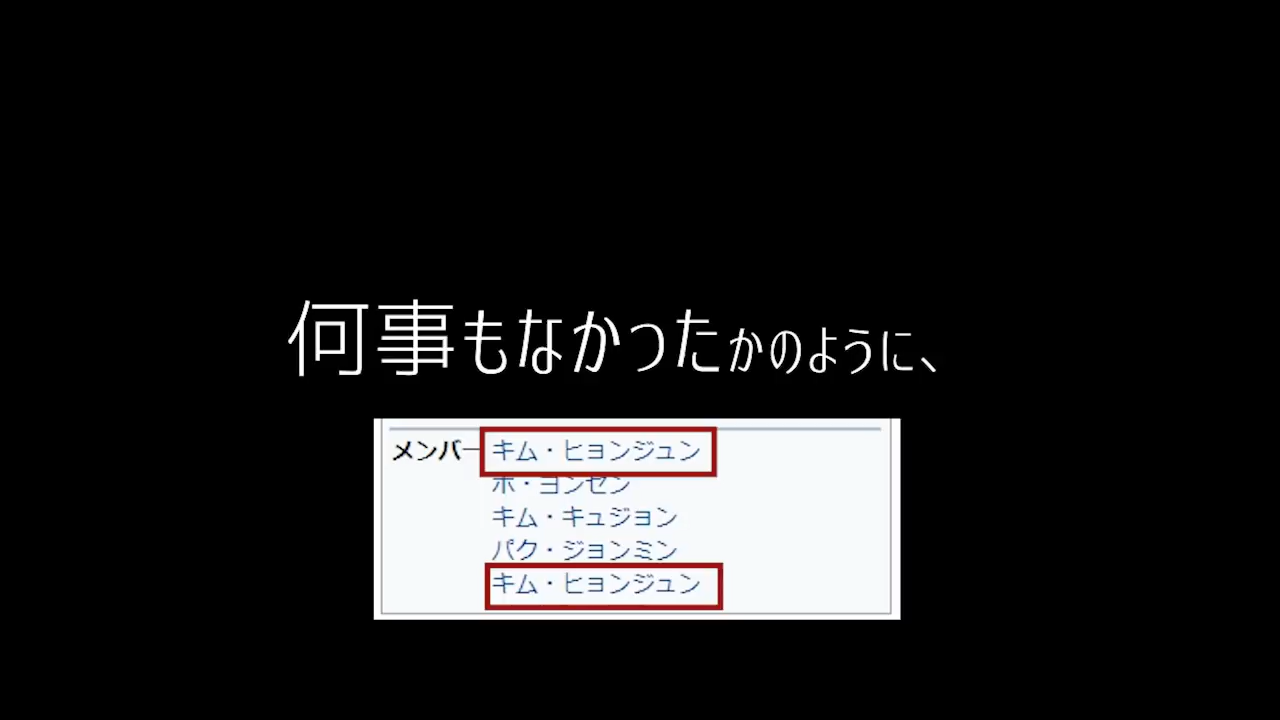 何事もなかったかのように、
メンバー キム・ヒョンジュン
ホ・ヨンセン
キム・キュジョン
パク・ジョンミン
キム・ヒョンジュン